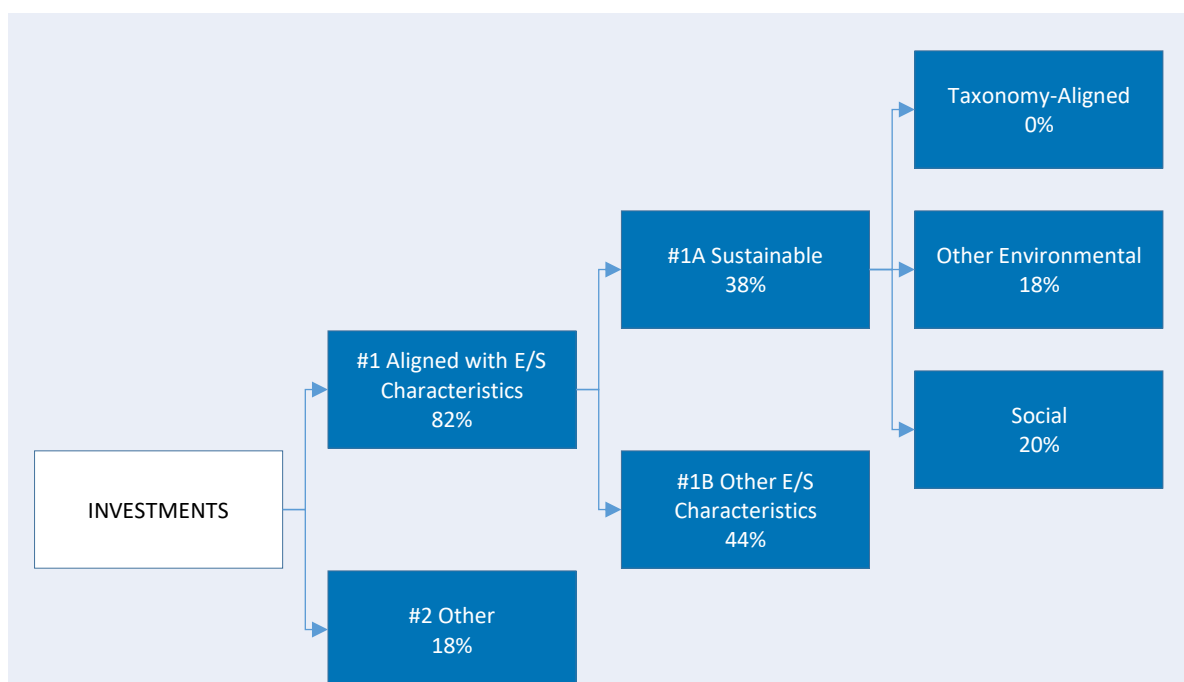 INVESTMENTS
#1 Aligned with E/S
Characteristics
82%
#2 Other
18%
#1A Sustainable
38%
#1B Other E/S
Characteristics
44%
Taxonomy-Aligned
0%
Other Environmental
18%
Social
20%